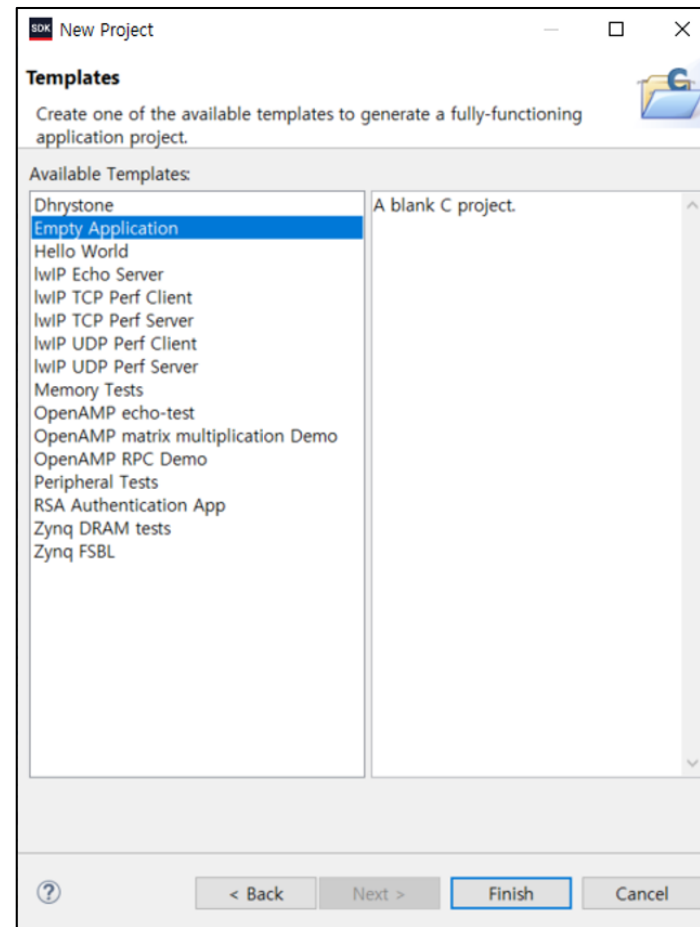 SDK New Project
Templates
Create one of the available templates to generate a fully-functioning
application project.
Available Templates:
Dhrystone
Empty Application
Hello World
lwIP Echo Server
lwIP TCP Perf Client
lwIP TCP Perf Server
lwIP UDP Perf Client
lwIP UDP Perf Server
Memory Tests
OpenAMP echo-test
OpenAMP matrix multiplication Demo
OpenAMP RPC Demo
Peripheral Tests
RSA Authentication App
Zynq DRAM tests
Zynq FSBL
A blank C project.
< Back Next > Finish Cancel